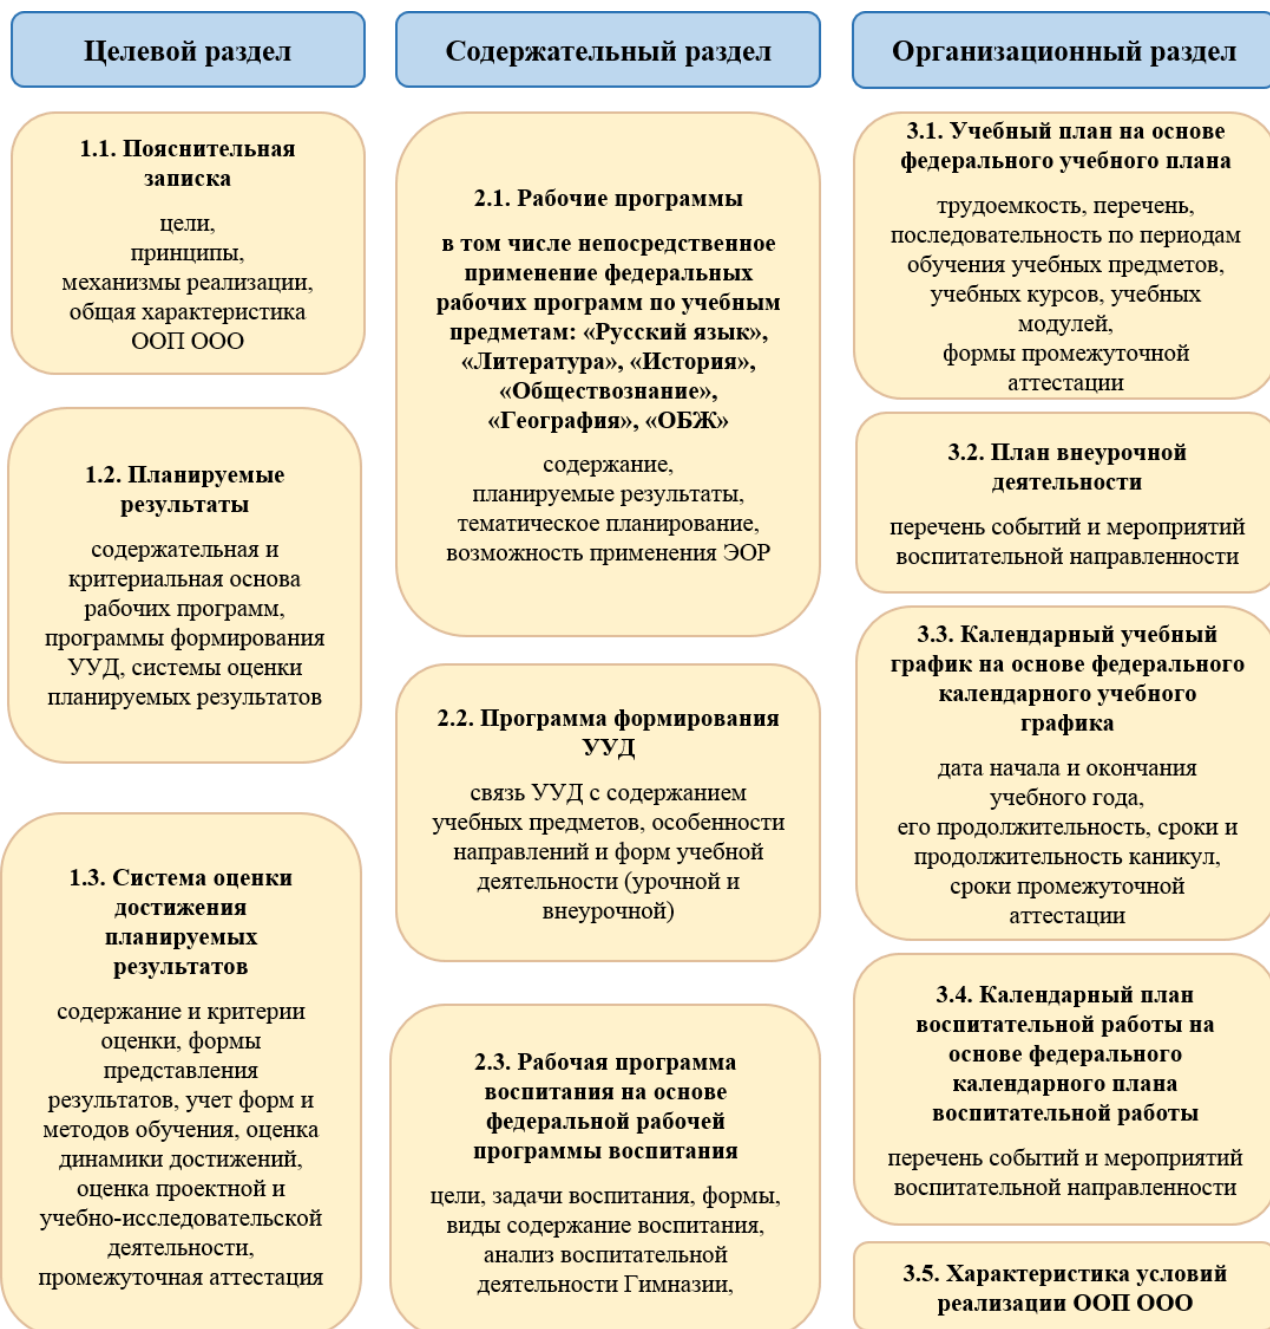 Целевой раздел
1.1. Пояснительная
записка
цели,
принципы,
механизмы реализации,
общая характеристика
ООП ООО
1.2. Планируемые
результаты
содержательная и
критериальная основа
рабочих программ,
программы формирования
УУД, системы оценки
планируемых результатов
1.3. Система оценки
достижения
планируемых
результатов
содержание и критерии
оценки, формы
представления
результатов, учет форм и
методов обучения, оценка
динамики достижений,
оценка проектной и
учебно-исследовательской
деятельности,
промежуточная аттестация
Содержательный раздел
2.1. Рабочие программы
в том числе непосредственное
применение федеральных
рабочих программ по учебным
предметам: «Русский язык»,
«Литература», «История»,
«Обществознание»,
«География», «ОБЖ»
содержание,
планируемые результаты,
тематическое планирование,
возможность применения ЭОР
2.2. Программа формирования
УУД
связь УУД с содержанием
учебных предметов, особенности
направлений и форм учебной
деятельности (урочной и
внеурочной)
2.3. Рабочая программа
воспитания на основе
федеральной рабочей
программы воспитания
цели, задачи воспитания, формы,
виды содержание воспитания,
анализ воспитательной
деятельности Гимназии,
Организационный раздел
3.1. Учебный план на основе
федерального учебного плана
трудоемкость, перечень,
последовательность по периодам
обучения учебных предметов,
учебных курсов, учебных
модулей,
формы промежуточной
аттестации
3.2. План внеурочной
деятельности
перечень событий и мероприятий
воспитательной направленности
3.3. Календарный учебный
график на основе федерального
календарного учебного
графика
дата начала и окончания
учебного года,
его продолжительность, сроки и
продолжительность каникул,
сроки промежуточной
аттестации
3.4. Календарный план
воспитательной работы на
основе федерального
календарного плана
воспитательной работы
перечень событий и мероприятий
воспитательной направленности
3.5. Характеристика условий
реализации ООП ООО